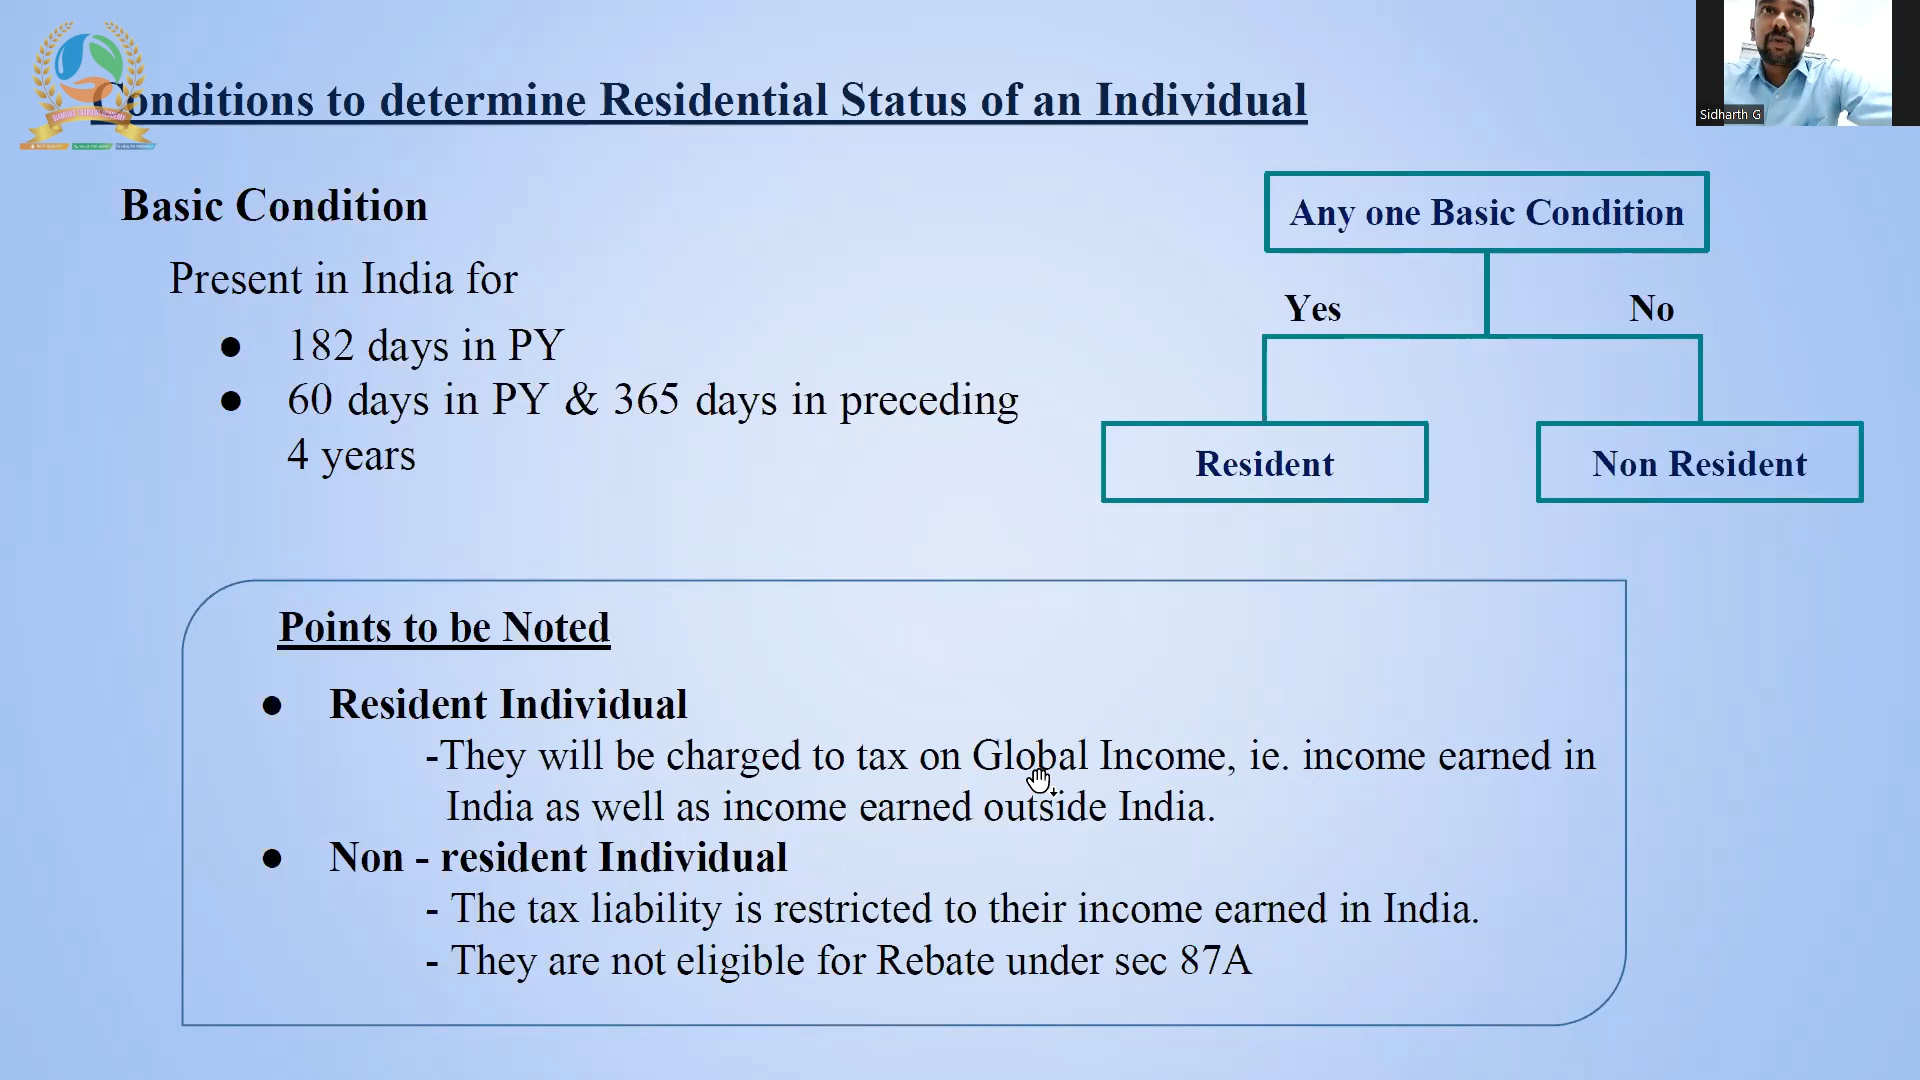 Conditions to determine Residential Status of an Individual
Sidharth G
Basic Condition
Present in India for
● 182 days in PY
● 60 days in PY & 365 days in preceding
4 years
Any one Basic Condition
Yes
No
Resident
Non Resident
Points to be Noted
● Resident Individual
-They will be charged to tax on Global Income, ie. income earned in
India as well as income earned outside India.
● Non - resident Individual
- The tax liability is restricted to their income earned in India.
- They are not eligible for Rebate under sec 87A